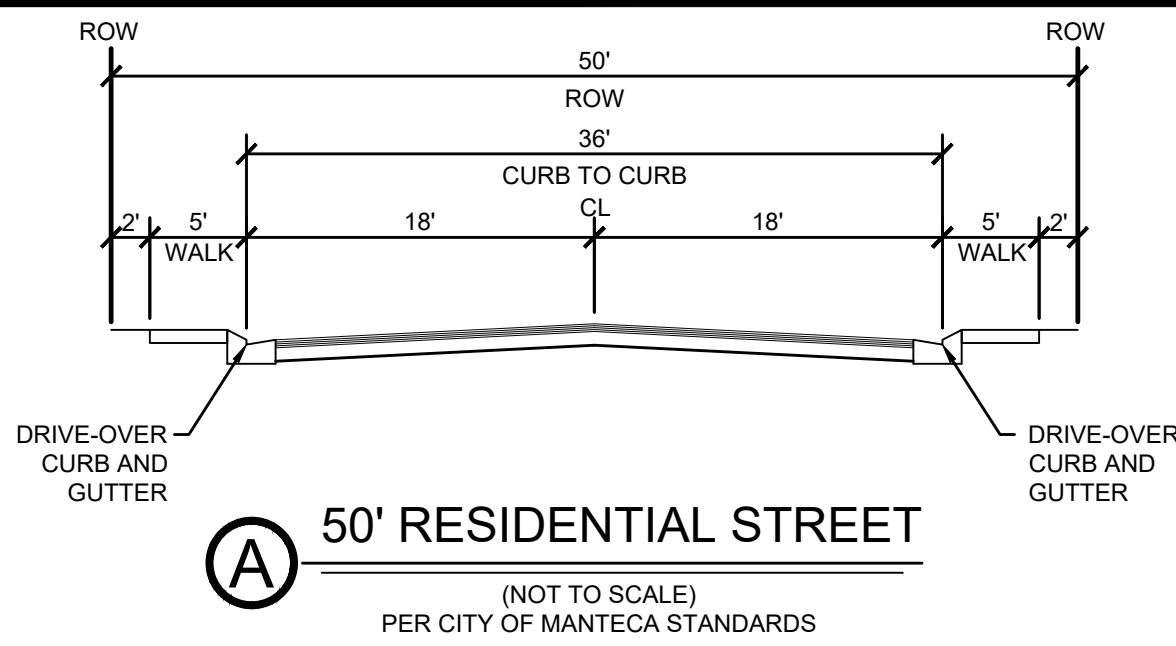 ROW
ROW
50'
ROW
36'
CURB TO CURB
CL
2'
5'
18'
18'
5'
2'
WALK
WALK
DRIVE-OVER
CURB AND
GUTTER
DRIVE-OVER
CURB AND
GUTTER
A
50' RESIDENTIAL STREET
(NOT TO SCALE)
PER CITY OF MANTECA STANDARDS